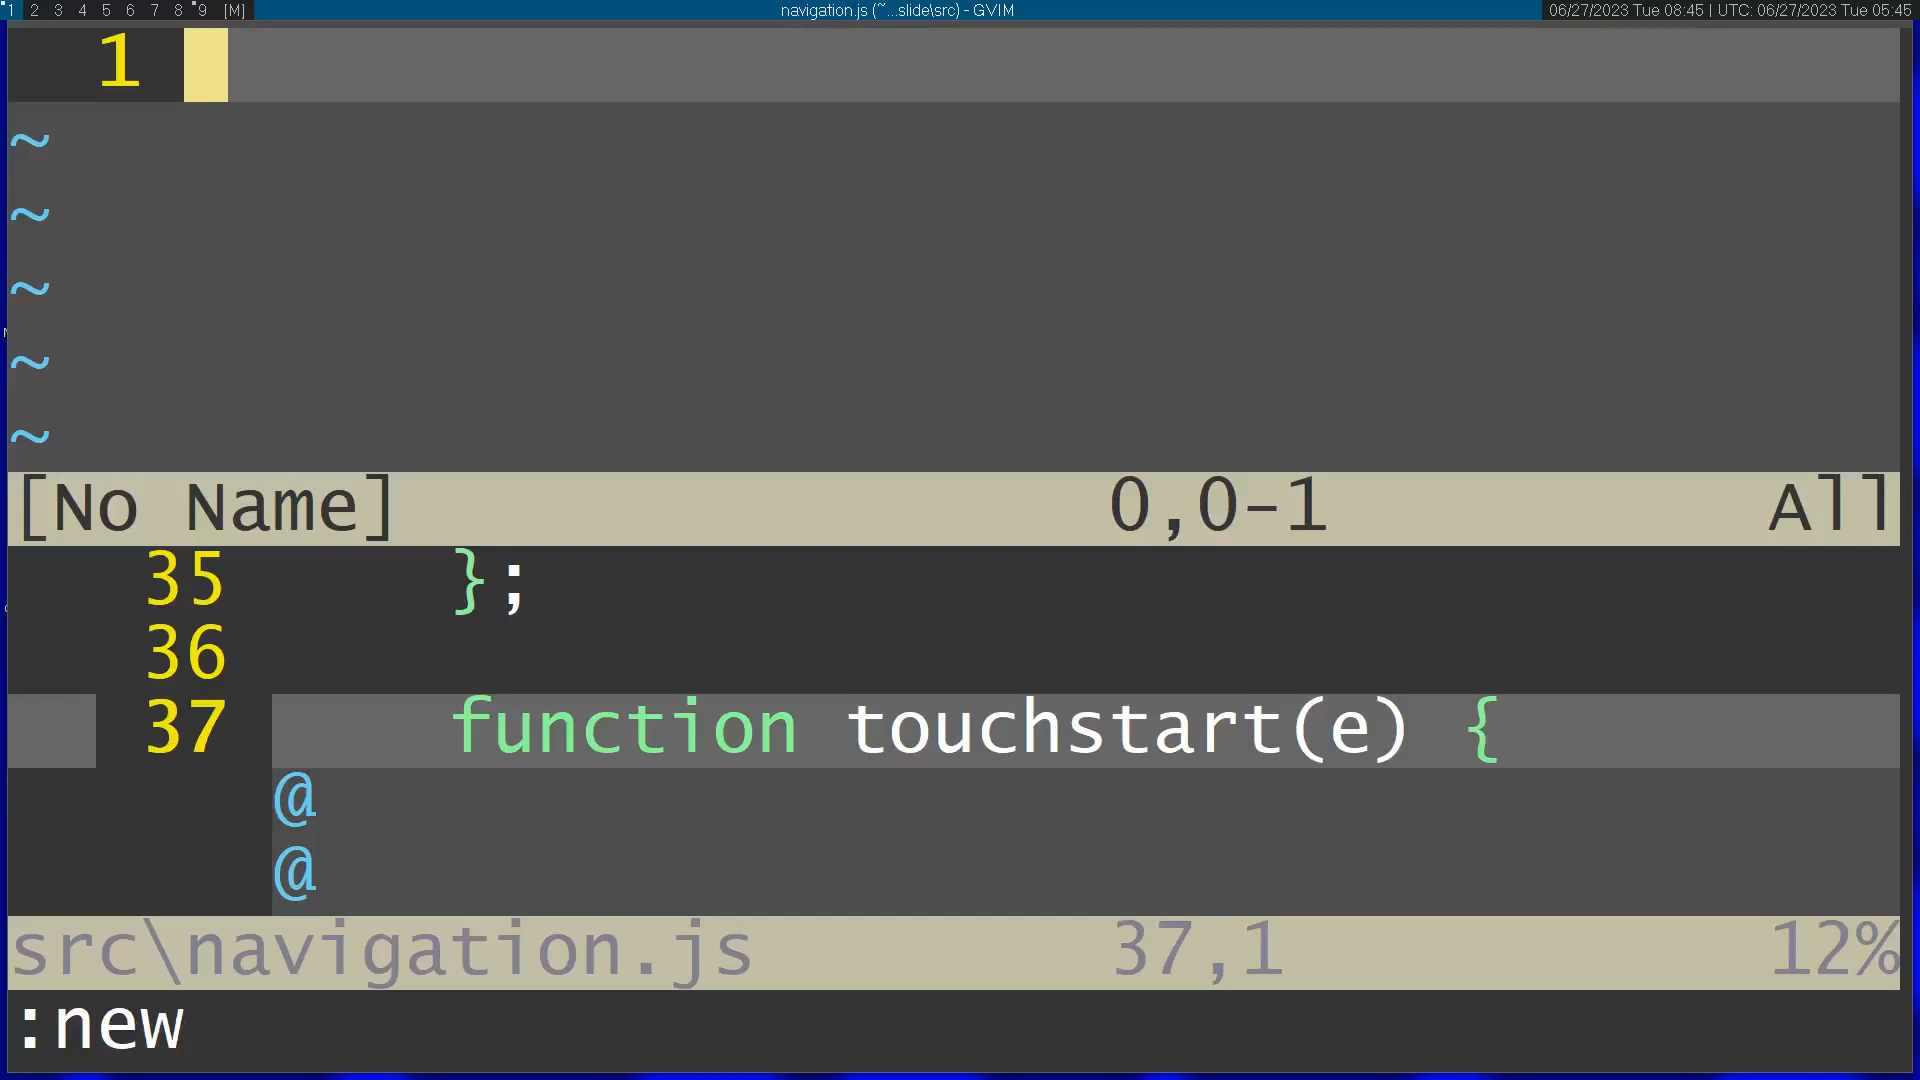 1 2 3 4 5 6 7 8 9 [M] navigation.js (~...slide\src) - GVIM 06/27/2023 Tue 08:45 | UTC: 06/27/2023 Tue 05:45
1
~
~
~
~
~
[No Name] 0,0-1 All
35 };
36
37 function touchstart(e) {
@
@
src\navigation.js 37,1 12%
:new